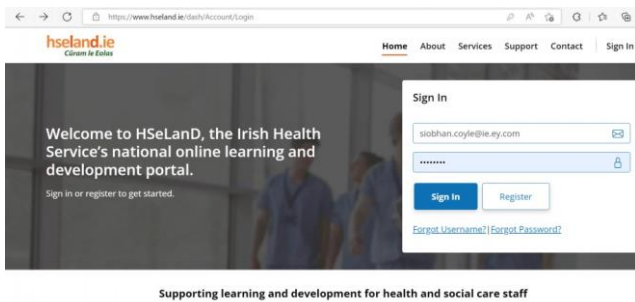 https://www.hseland.ie/dash/Account/Login
hseland.ie
Cúram le Eolas
Home About Services Support Contact Sign In
Sign In
siobhan.coyle@ie.ey.com
Welcome to HSeLanD, the Irish Health
Service's national online learning and
development portal.
Sign in or register to get started.
Sign In Register
Forgot Username?|Forgot Password?
Supporting learning and development for health and social care staff